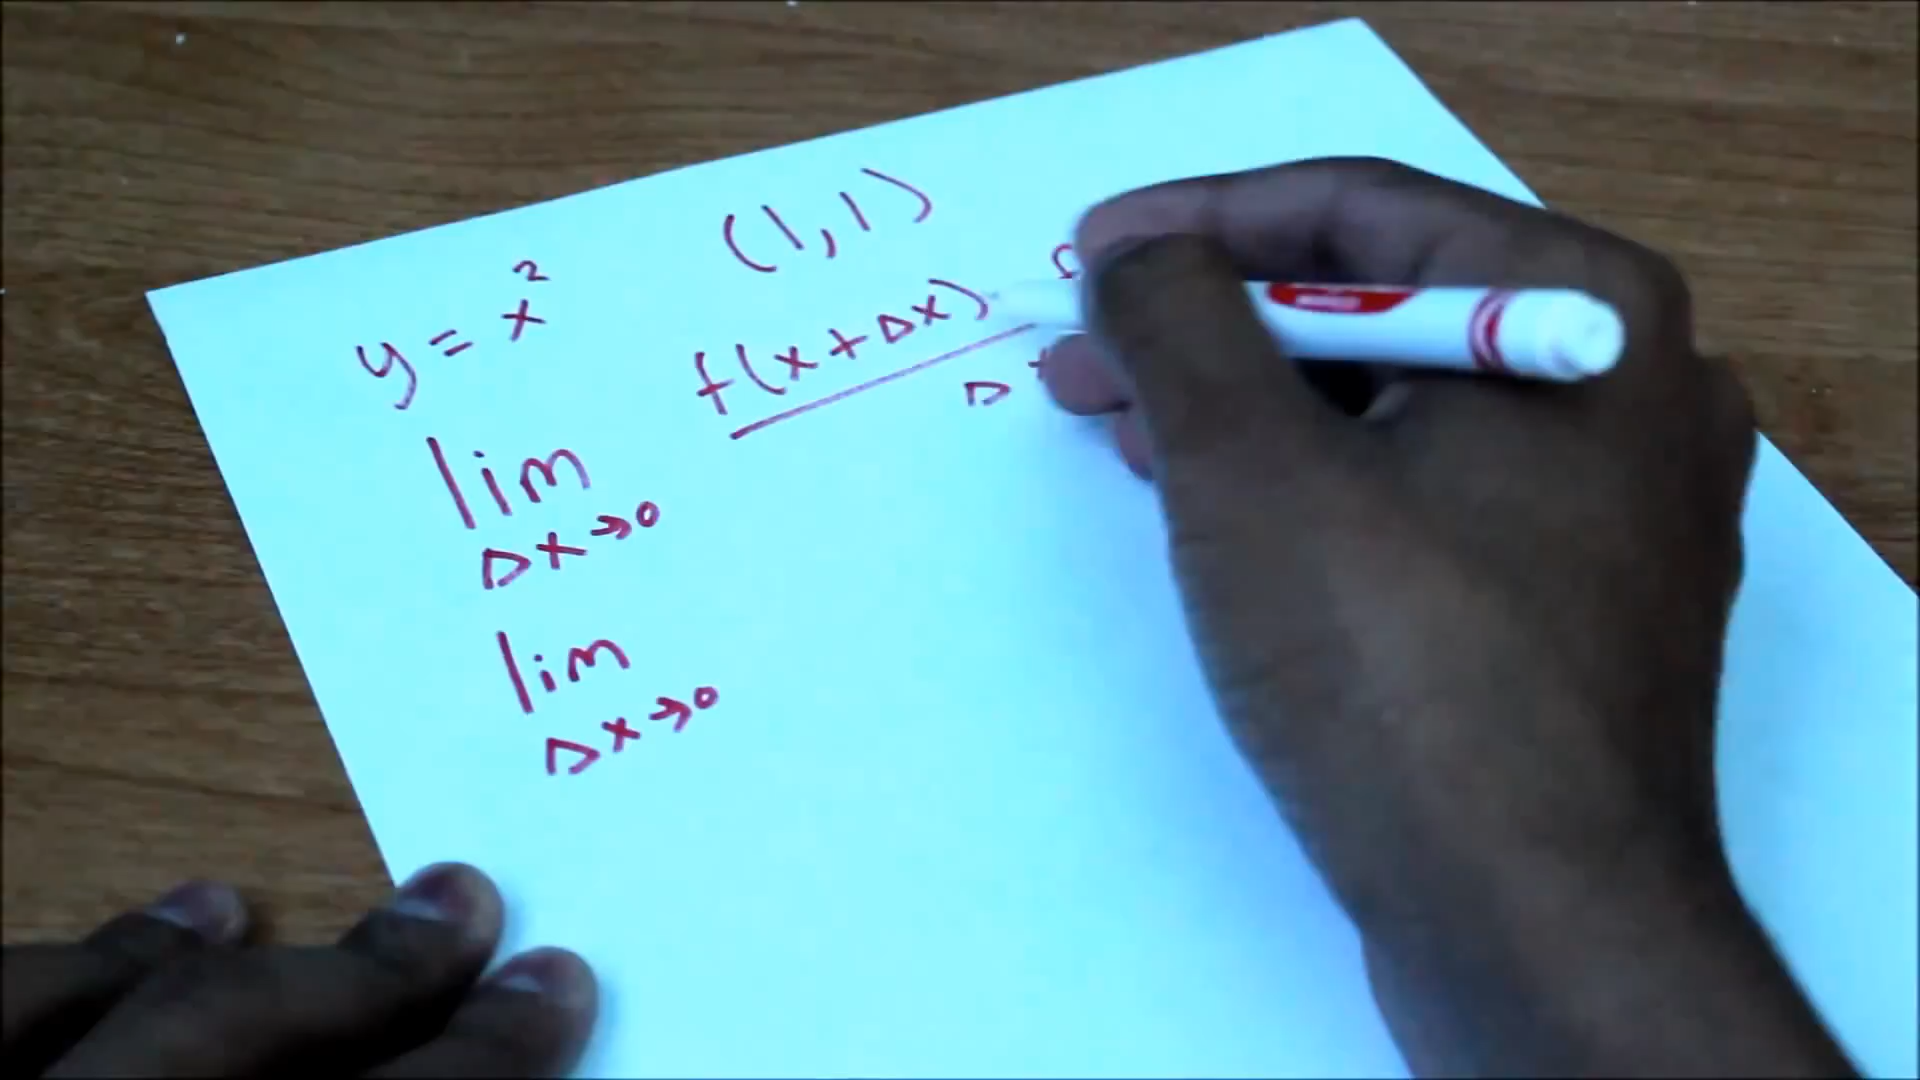 y = x² (1,1)
f(x+Δx)
lim Δ
Δx→0
lim
Δx→0